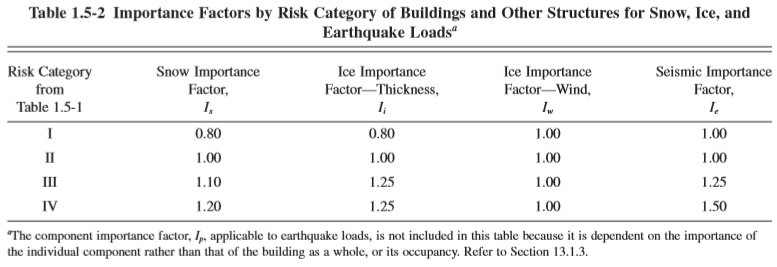 Table 1.5-2 Importance Factors by Risk Category of Buildings and Other Structures for Snow, Ice, and
Earthquake Loadsᵃ
Risk Category from Table 1.5-1 | Snow Importance Factor, Iₛ | Ice Importance Factor—Thickness, Iᵢ | Ice Importance Factor—Wind, I_w | Seismic Importance Factor, Iₑ
I | 0.80 | 0.80 | 1.00 | 1.00
II | 1.00 | 1.00 | 1.00 | 1.00
III | 1.10 | 1.25 | 1.00 | 1.25
IV | 1.20 | 1.25 | 1.00 | 1.50
ᵃThe component importance factor, Iₚ, applicable to earthquake loads, is not included in this table because it is dependent on the importance of
the individual component rather than that of the building as a whole, or its occupancy. Refer to Section 13.1.3.